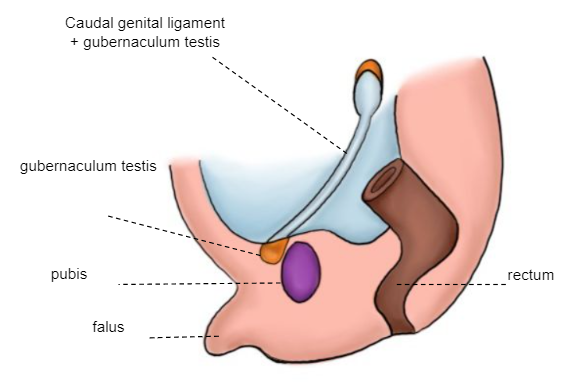 Caudal genital ligament
+ gubernaculum testis
gubernaculum testis
pubis
rectum
falus